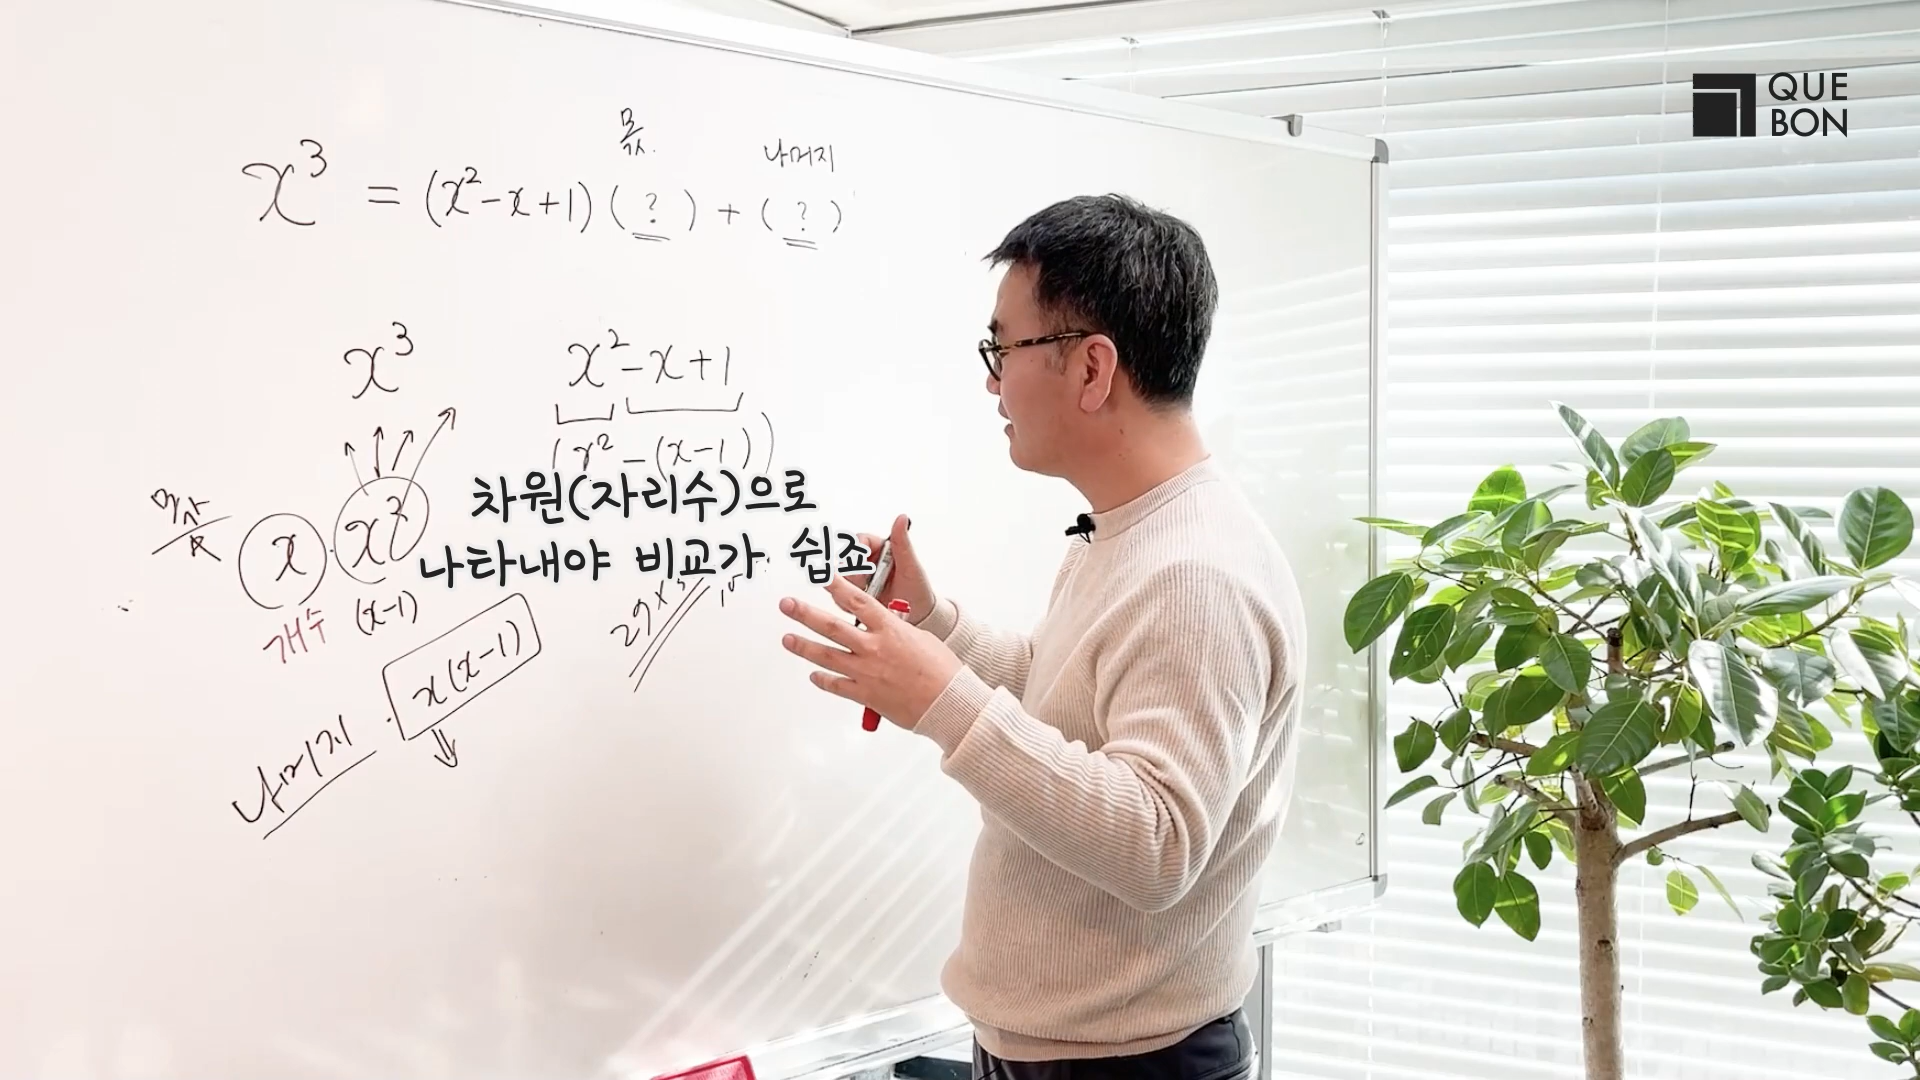 QUE
BON
몫
나머지
x³ = (x²-x+1)(?) + (?)
x³
x²-x+1
(x²-(x-1))
차원(자리수)으로
나타내야 비교가 쉽죠
x · x²
개수
(x-1)
x(x-1)
나머지